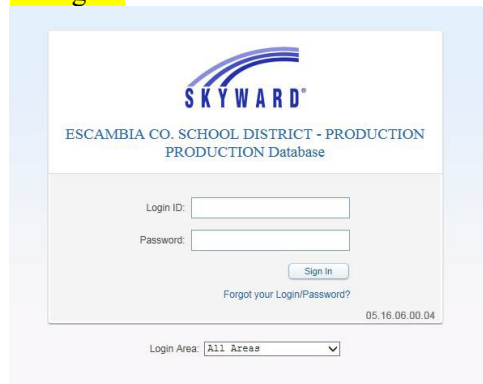 SKYWARD®
ESCAMBIA CO. SCHOOL DISTRICT - PRODUCTION
PRODUCTION Database
Login ID:
Password:
Sign In
Forgot your Login/Password?
05.16.06.00.04
Login Area: All Areas